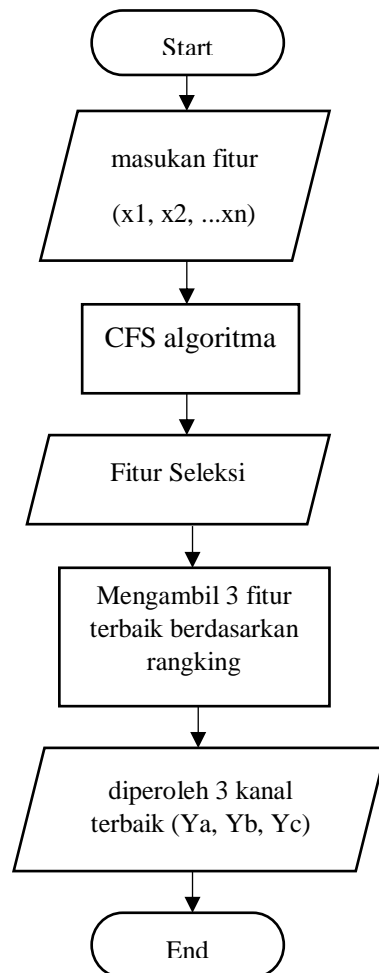 Start
masukan fitur
(x1, x2, ...xn)
CFS algoritma
Fitur Seleksi
Mengambil 3 fitur
terbaik berdasarkan
rangking
diperoleh 3 kanal
terbaik (Ya, Yb, Yc)
End